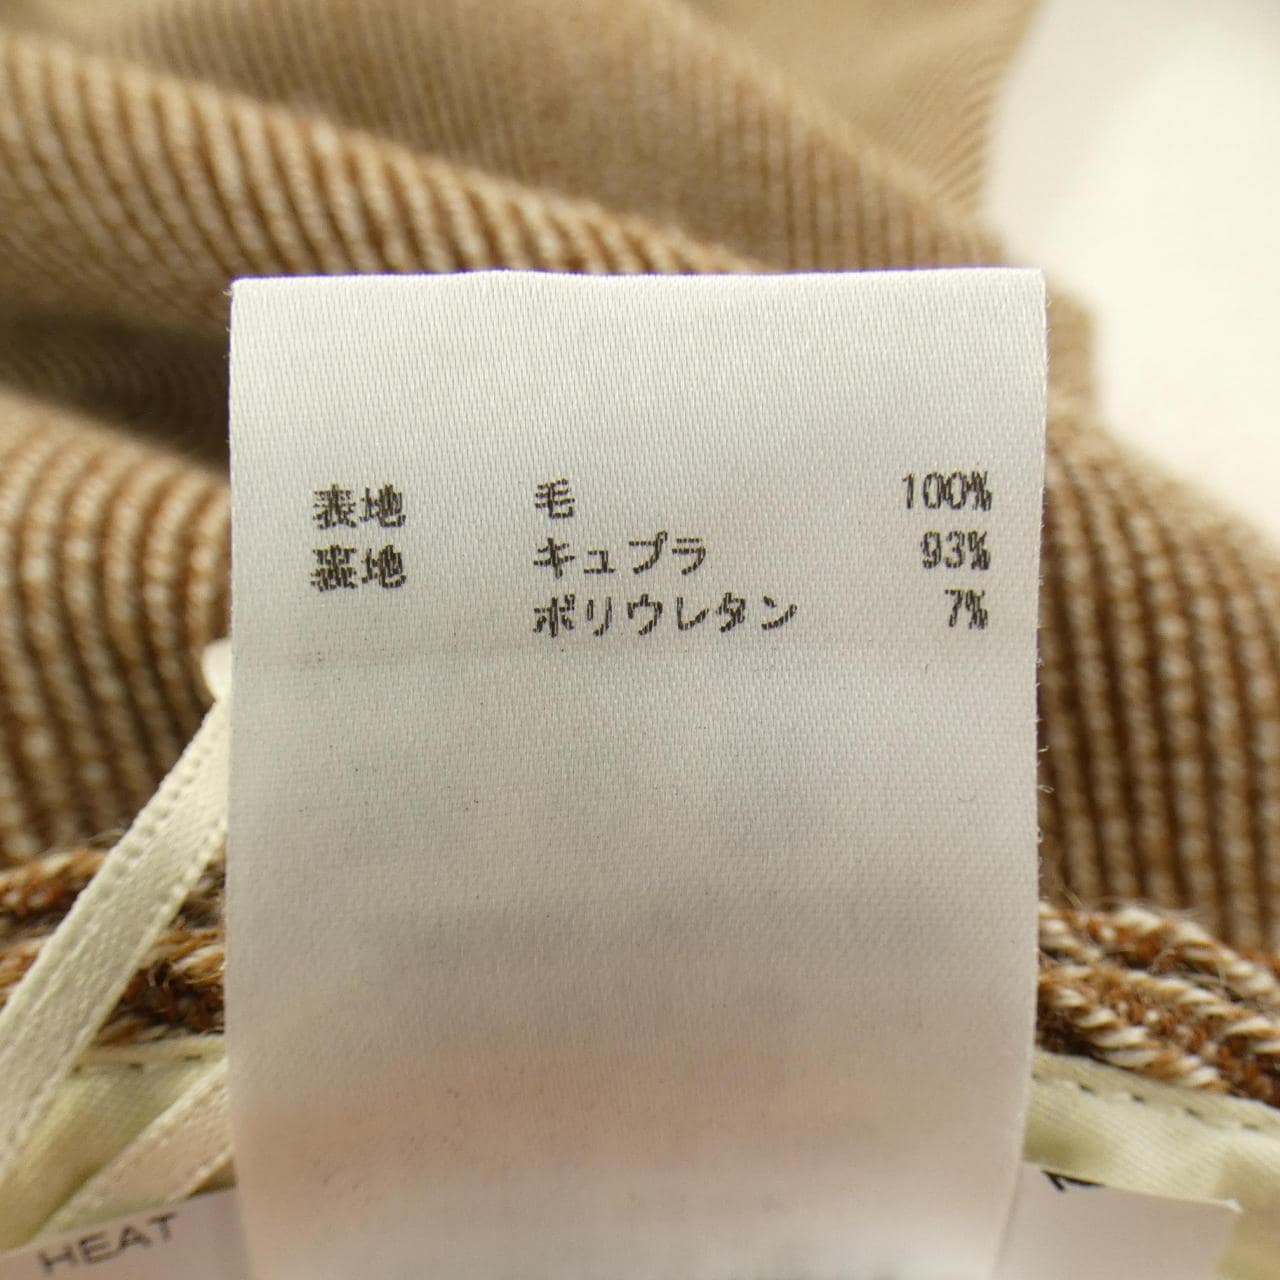 表地 毛 100%
裏地 キュプラ 93%
ポリウレタン 7%
HEAT